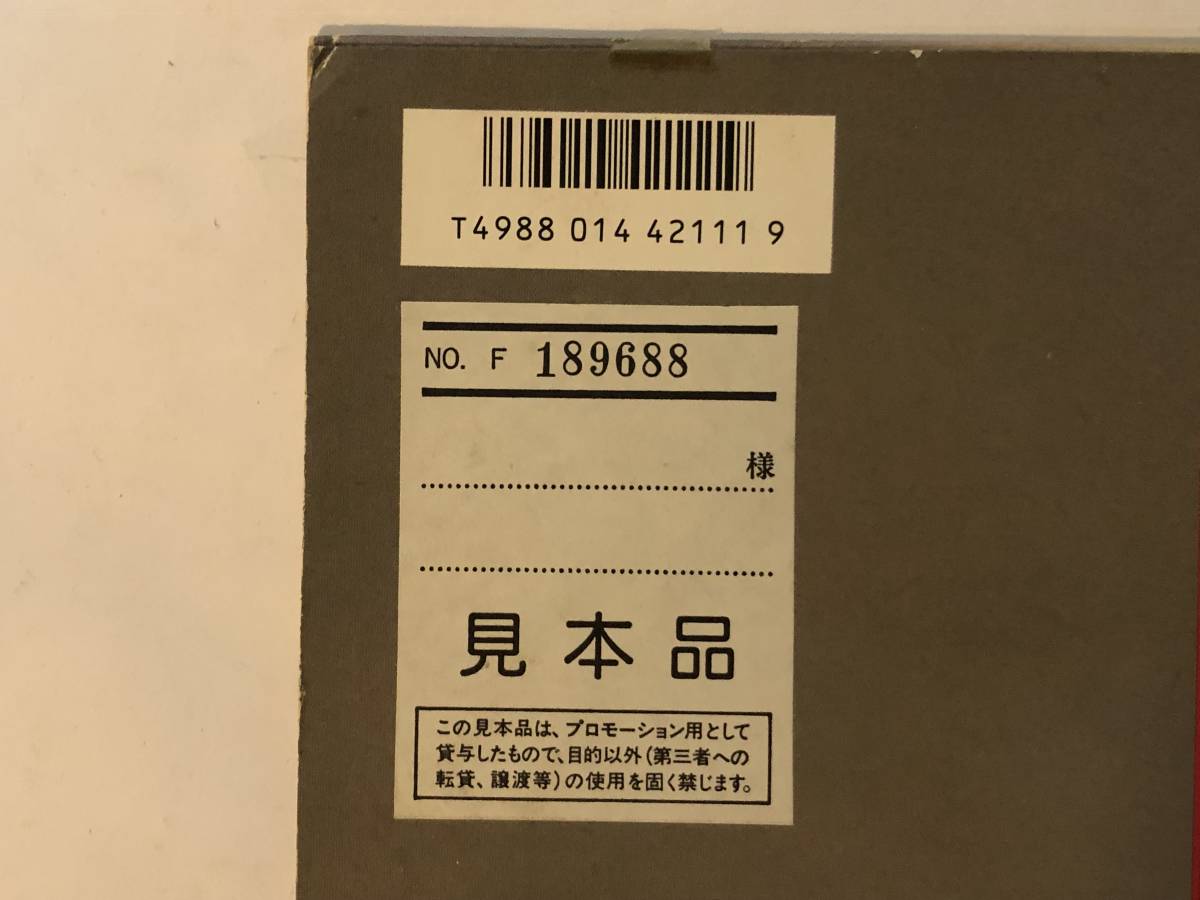 T4988 014 42111 9
NO. F 189688
様
見本品
この見本品は、プロモーション用として
貸与したもので、目的以外（第三者への
転貸、譲渡等）の使用を固く禁じます。